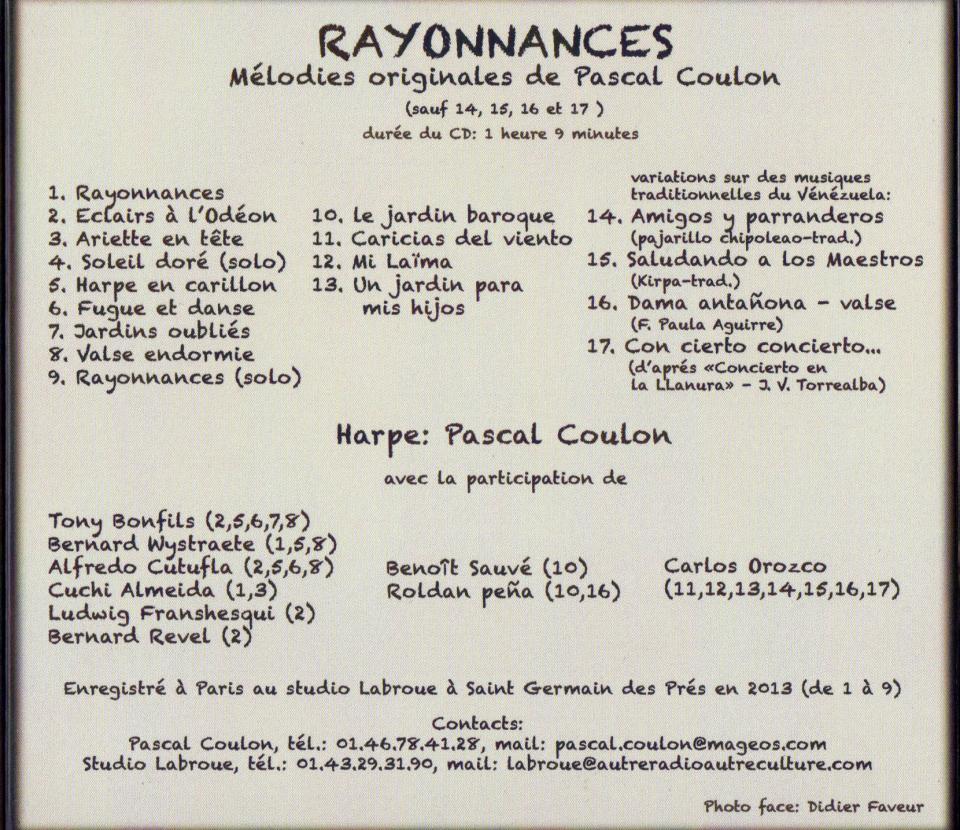 RAYONNANCES
Mélodies originales de Pascal Coulon
(sauf 14, 15, 16 et 17 )
durée du CD: 1 heure 9 minutes
1. Rayonnances
2. Eclairs à l'Odéon
3. Ariette en tête
4. Soleil doré (solo)
5. Harpe en carillon
6. Fugue et danse
7. Jardins oubliés
8. Valse endormie
9. Rayonnances (solo)
10. le jardin baroque
11. Caricias del viento
12. Mi Laïma
13. Un jardin para
mis hijos
variations sur des musiques
traditionnelles du Vénézuela:
14. Amigos y parranderos
(pajarillo chipoleao-trad.)
15. Saludando a los Maestros
(Kirpa-trad.)
16. Dama antañona - valse
(F. Paula Aguirre)
17. Con cierto concierto...
(d'aprés «Concierto en
la LLanura» - J. V. Torrealba)
Harpe: Pascal Coulon
avec la participation de
Tony Bonfils (2,5,6,7,8)
Bernard Wystraete (1,5,8)
Alfredo Cutufla (2,5,6,8)
Cuchi Almeida (1,3)
Ludwig Franshesqui (2)
Bernard Revel (2)
Benoît Sauvé (10)
Roldan peña (10,16)
Carlos Orozco
(11,12,13,14,15,16,17)
Enregistré à Paris au studio Labroue à Saint Germain des Prés en 2013 (de 1 à 9)
Contacts:
Pascal Coulon, tél.: 01.46.78.41.28, mail: pascal.coulon@mageos.com
Studio Labroue, tél.: 01.43.29.31.90, mail: labroue@autreradioautreculture.com
Photo face: Didier Faveur